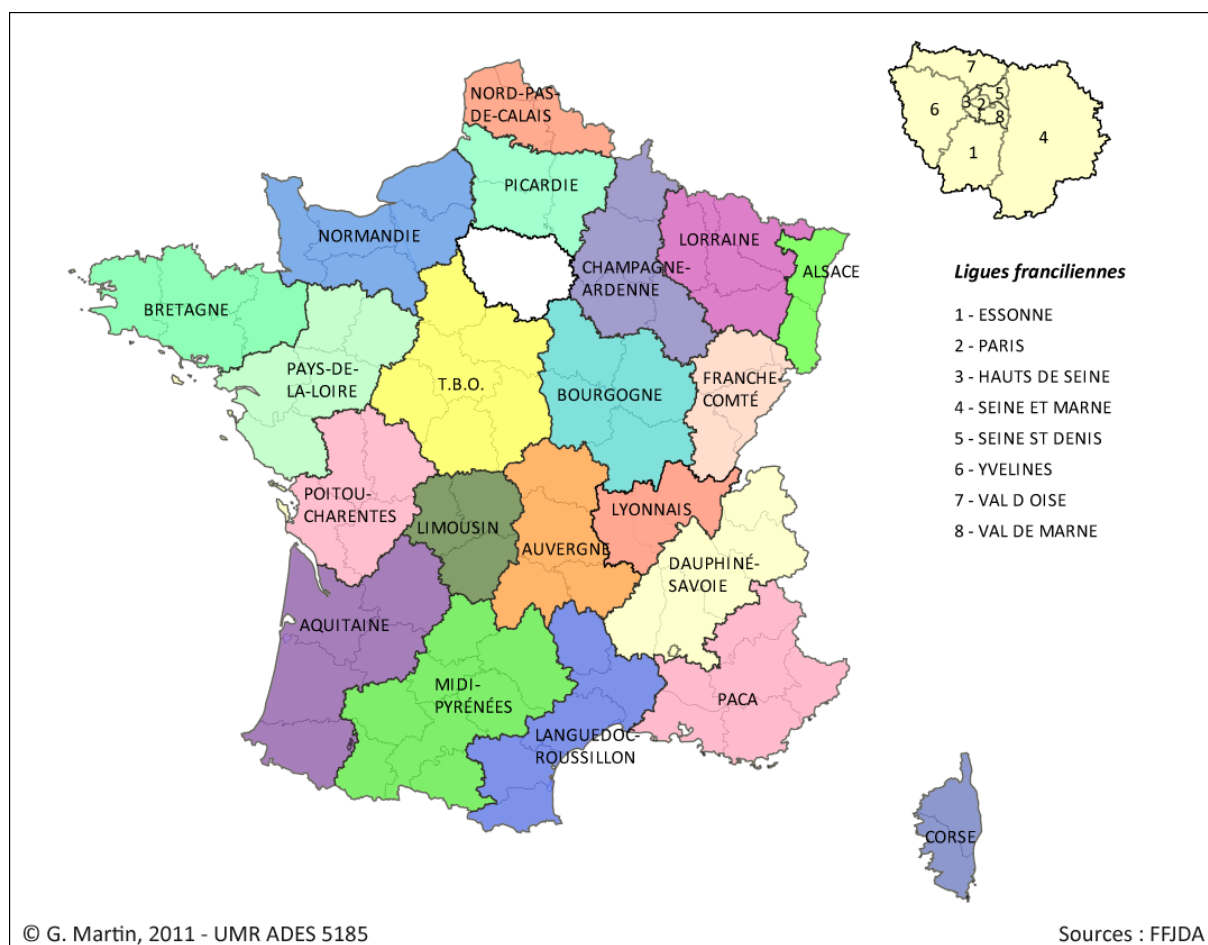 NORD-PAS-
DE-CALAIS
PICARDIE
NORMANDIE
LORRAINE
CHAMPAGNE-
ARDENNE
ALSACE
BRETAGNE
PAYS-DE-
LA-LOIRE
T.B.O.
BOURGOGNE
FRANCHE-
COMTÉ
POITOU-
CHARENTES
LIMOUSIN
AUVERGNE
LYONNAIS
DAUPHINÉ-
SAVOIE
AQUITAINE
MIDI-
PYRÉNÉES
LANGUEDOC-
ROUSSILLON
PACA
CORSE
7
6
3
2
5
8
4
1
Ligues franciliennes
1 - ESSONNE
2 - PARIS
3 - HAUTS DE SEINE
4 - SEINE ET MARNE
5 - SEINE ST DENIS
6 - YVELINES
7 - VAL D OISE
8 - VAL DE MARNE
© G. Martin, 2011 - UMR ADES 5185
Sources : FFJDA